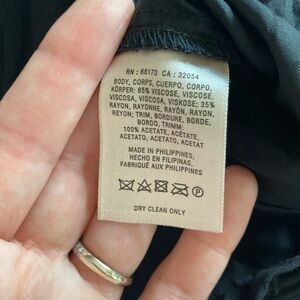 RN : 66170 CA : 32054
BODY, CORPS, CUERPO, CORPO,
KÖRPER: 65% VISCOSE, VISCOSE,
VISCOSA, VISCOSA, VISKOSE; 35%
RAYON, RAYONNE, RAYÓN, RAYON,
REYON; TRIM, BORDURE, BORDE,
BORDO, TRIMM:
100% ACETATE, ACÉTATE,
ACETATO, ACETATO, ACETAT
MADE IN PHILIPPINES,
HECHO EN FILIPINAS,
FABRIQUÉ AUX PHILIPPINES
P
DRY CLEAN ONLY